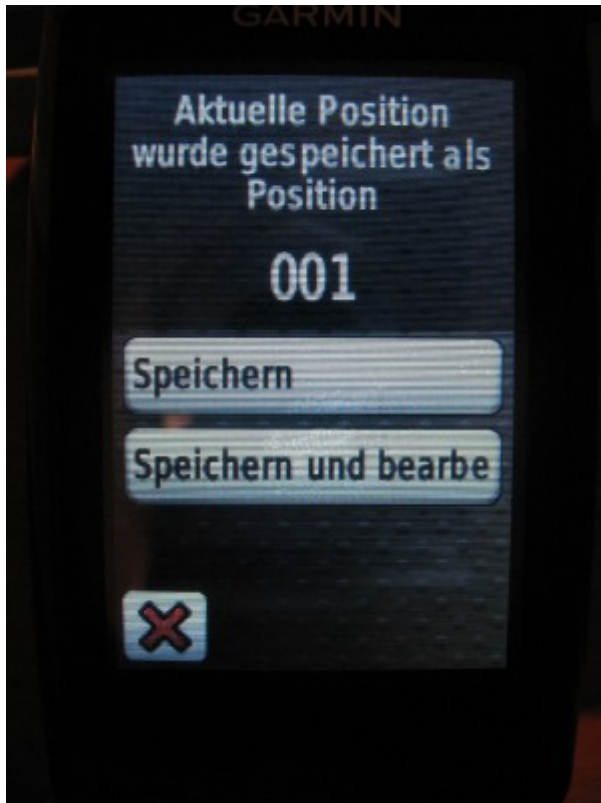 GARMIN
Aktuelle Position
wurde gespeichert als
Position
001
Speichern
Speichern und bearbe